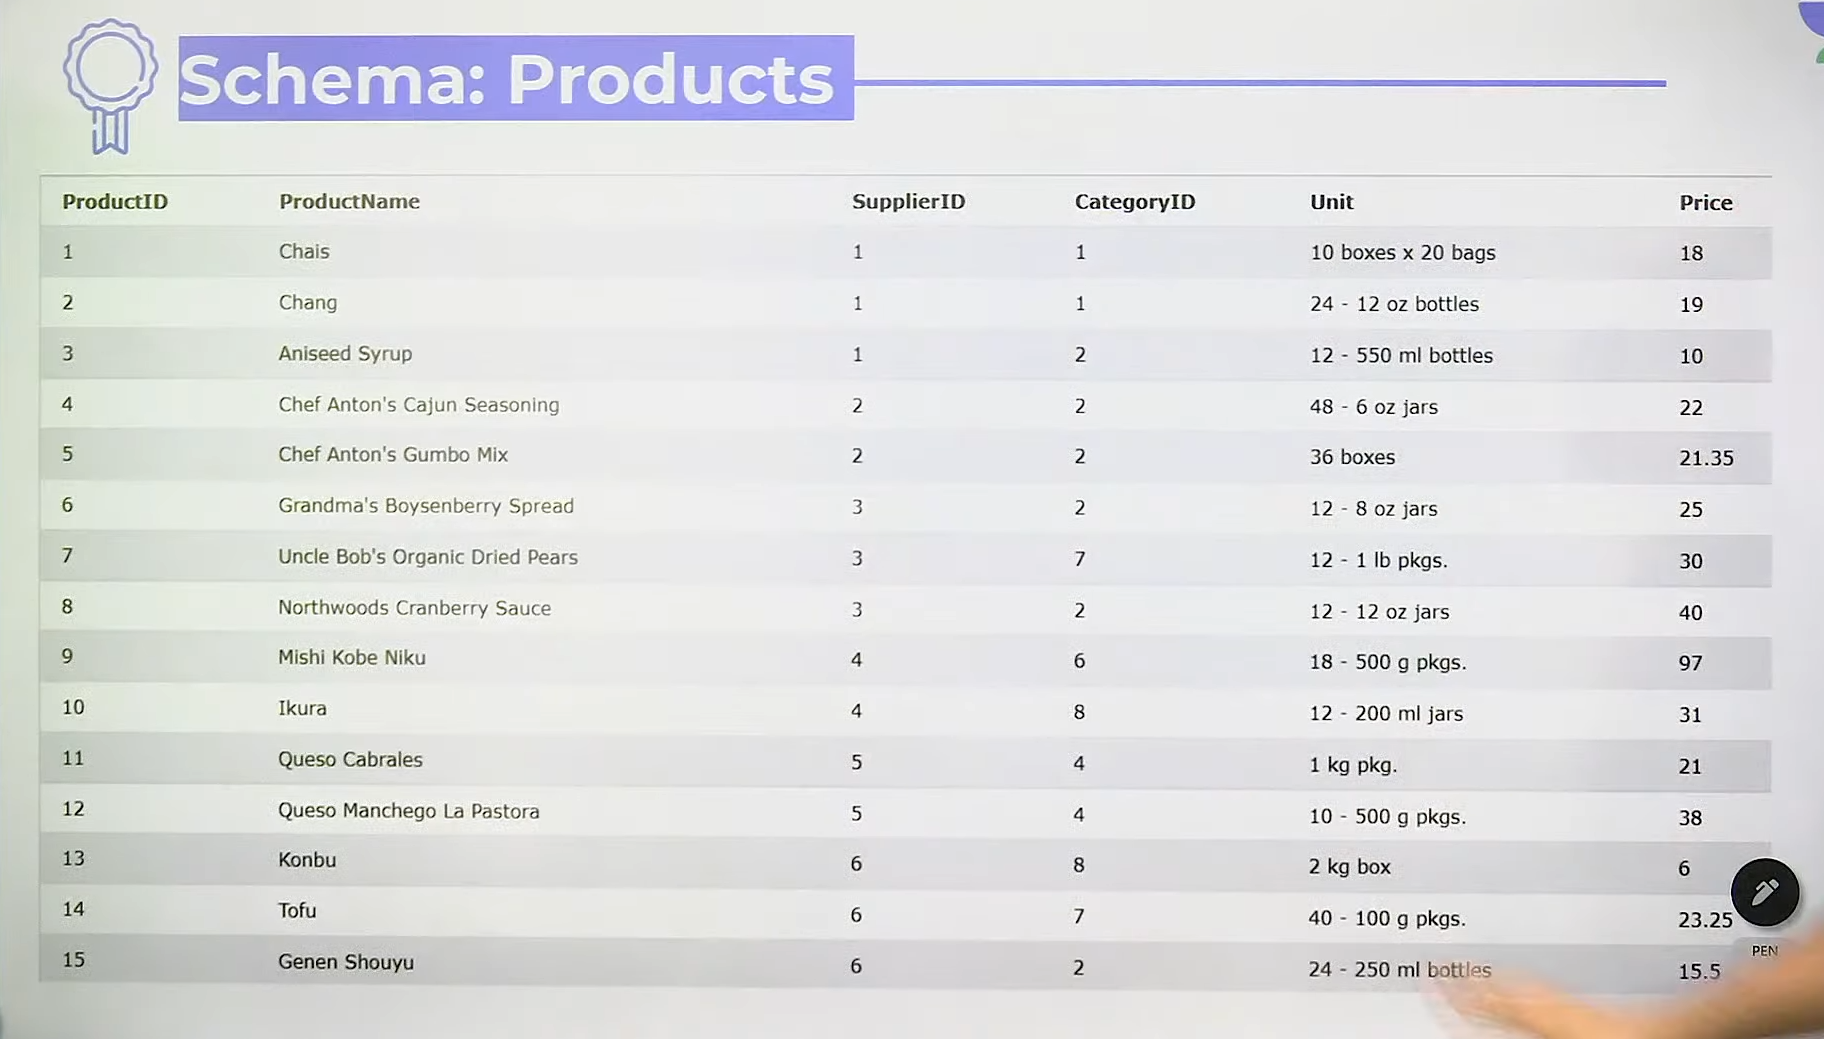 Schema: Products
ProductID ProductName SupplierID CategoryID Unit Price
1 Chais 1 1 10 boxes x 20 bags 18
2 Chang 1 1 24 - 12 oz bottles 19
3 Aniseed Syrup 1 2 12 - 550 ml bottles 10
4 Chef Anton's Cajun Seasoning 2 2 48 - 6 oz jars 22
5 Chef Anton's Gumbo Mix 2 2 36 boxes 21.35
6 Grandma's Boysenberry Spread 3 2 12 - 8 oz jars 25
7 Uncle Bob's Organic Dried Pears 3 7 12 - 1 lb pkgs. 30
8 Northwoods Cranberry Sauce 3 2 12 - 12 oz jars 40
9 Mishi Kobe Niku 4 6 18 - 500 g pkgs. 97
10 Ikura 4 8 12 - 200 ml jars 31
11 Queso Cabrales 5 4 1 kg pkg. 21
12 Queso Manchego La Pastora 5 4 10 - 500 g pkgs. 38
13 Konbu 6 8 2 kg box 6
14 Tofu 6 7 40 - 100 g pkgs. 23.25
15 Genen Shouyu 6 2 24 - 250 ml bottles 15.5
PEN